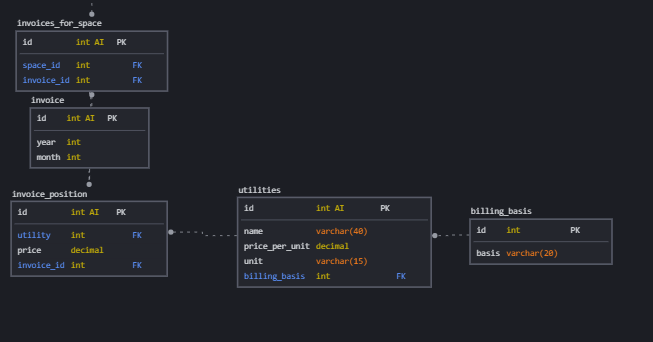 invoices_for_space
id int AI PK
space_id int FK
invoice_id int FK
invoice
id int AI PK
year int
month int
invoice_position
id int AI PK
utility int FK
price decimal
invoice_id int FK
utilities
id int AI PK
name varchar(40)
price_per_unit decimal
unit varchar(15)
billing_basis int FK
billing_basis
id int PK
basis varchar(20)